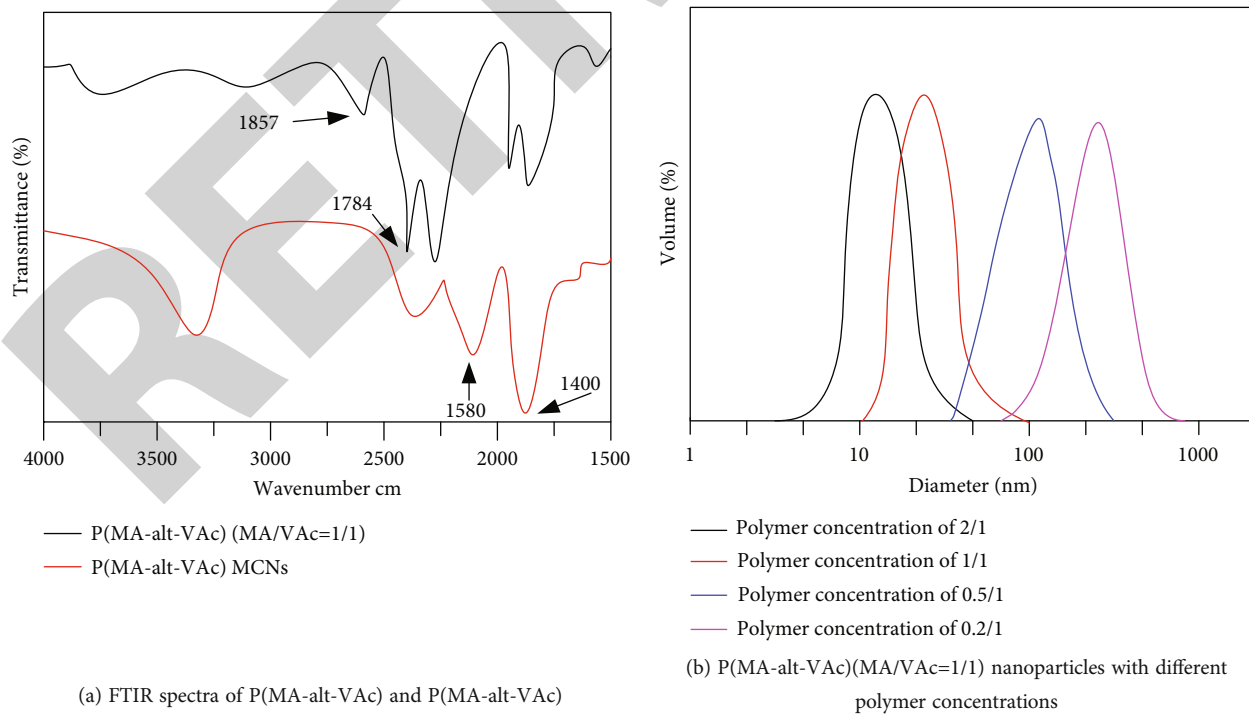 RET
1857
1784
1580
1400
Transmittance (%)
4000
3500
3000
2500
2000
1500
Wavenumber cm
P(MA-alt-VAc) (MA/VAc=1/1)
P(MA-alt-VAc) MCNs
(a) FTIR spectra of P(MA-alt-VAc) and P(MA-alt-VAc)
Volume (%)
1
10
100
1000
Diameter (nm)
Polymer concentration of 2/1
Polymer concentration of 1/1
Polymer concentration of 0.5/1
Polymer concentration of 0.2/1
(b) P(MA-alt-VAc)(MA/VAc=1/1) nanoparticles with different
polymer concentrations